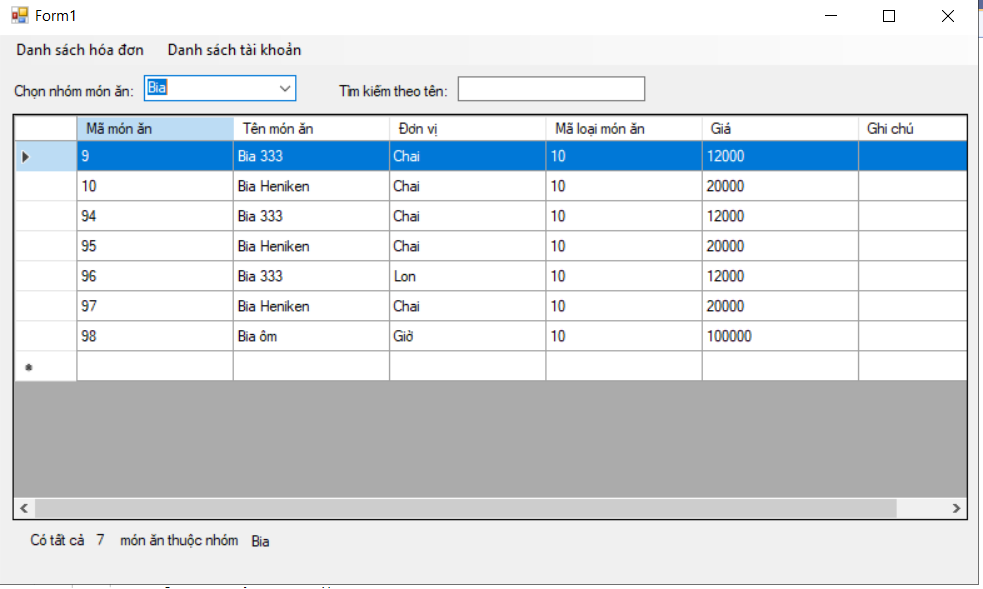 Form1
Danh sách hóa đơn Danh sách tài khoản
Chọn nhóm món ăn: Bia Tìm kiếm theo tên:
Mã món ăn Tên món ăn Đơn vị Mã loại món ăn Giá Ghi chú
9 Bia 333 Chai 10 12000
10 Bia Heniken Chai 10 20000
94 Bia 333 Chai 10 12000
95 Bia Heniken Chai 10 20000
96 Bia 333 Lon 10 12000
97 Bia Heniken Chai 10 20000
98 Bia ôm Giờ 10 100000
Có tất cả 7 món ăn thuộc nhóm Bia